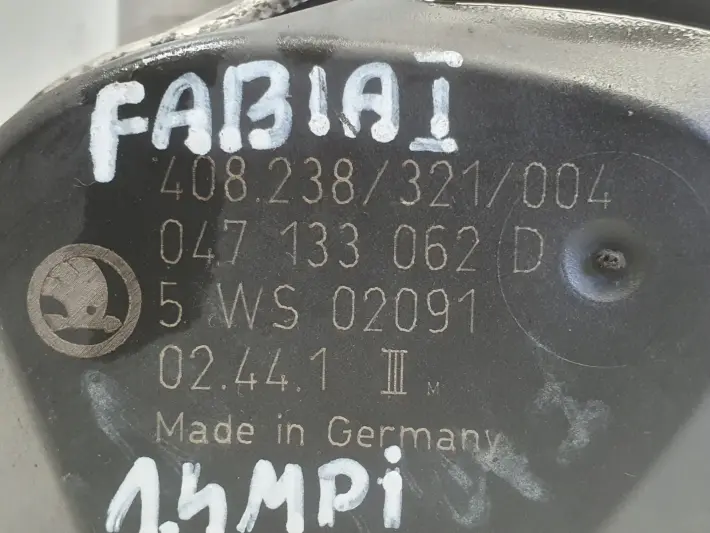 FABIA I
408.238/321/004
047 133 062 D
5 WS 02091
02.44.1 III M
Made in Germany
1.4MPi